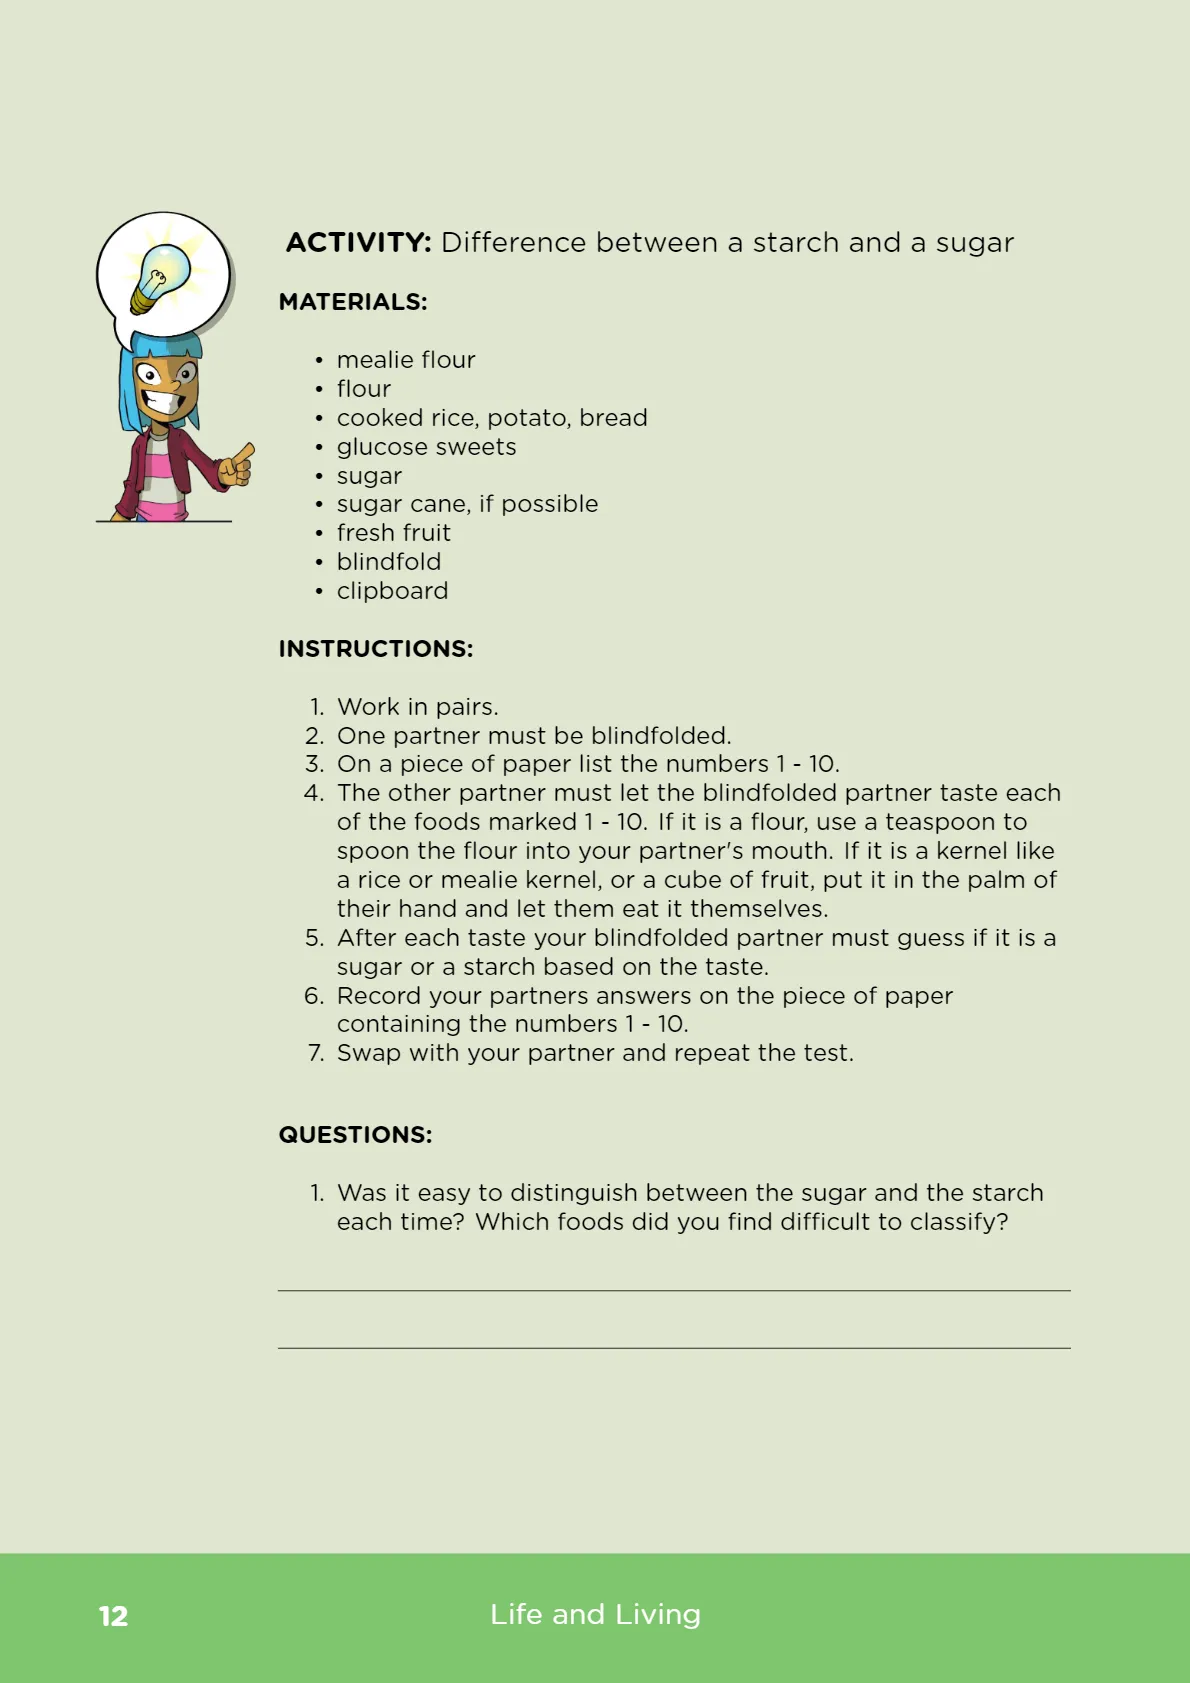 ACTIVITY: Difference between a starch and a sugar
MATERIALS:
• mealie flour
• flour
• cooked rice, potato, bread
• glucose sweets
• sugar
• sugar cane, if possible
• fresh fruit
• blindfold
• clipboard
INSTRUCTIONS:
1. Work in pairs.
2. One partner must be blindfolded.
3. On a piece of paper list the numbers 1 - 10.
4. The other partner must let the blindfolded partner taste each
of the foods marked 1 - 10. If it is a flour, use a teaspoon to
spoon the flour into your partner's mouth. If it is a kernel like
a rice or mealie kernel, or a cube of fruit, put it in the palm of
their hand and let them eat it themselves.
5. After each taste your blindfolded partner must guess if it is a
sugar or a starch based on the taste.
6. Record your partners answers on the piece of paper
containing the numbers 1 - 10.
7. Swap with your partner and repeat the test.
QUESTIONS:
1. Was it easy to distinguish between the sugar and the starch
each time? Which foods did you find difficult to classify?
12
Life and Living